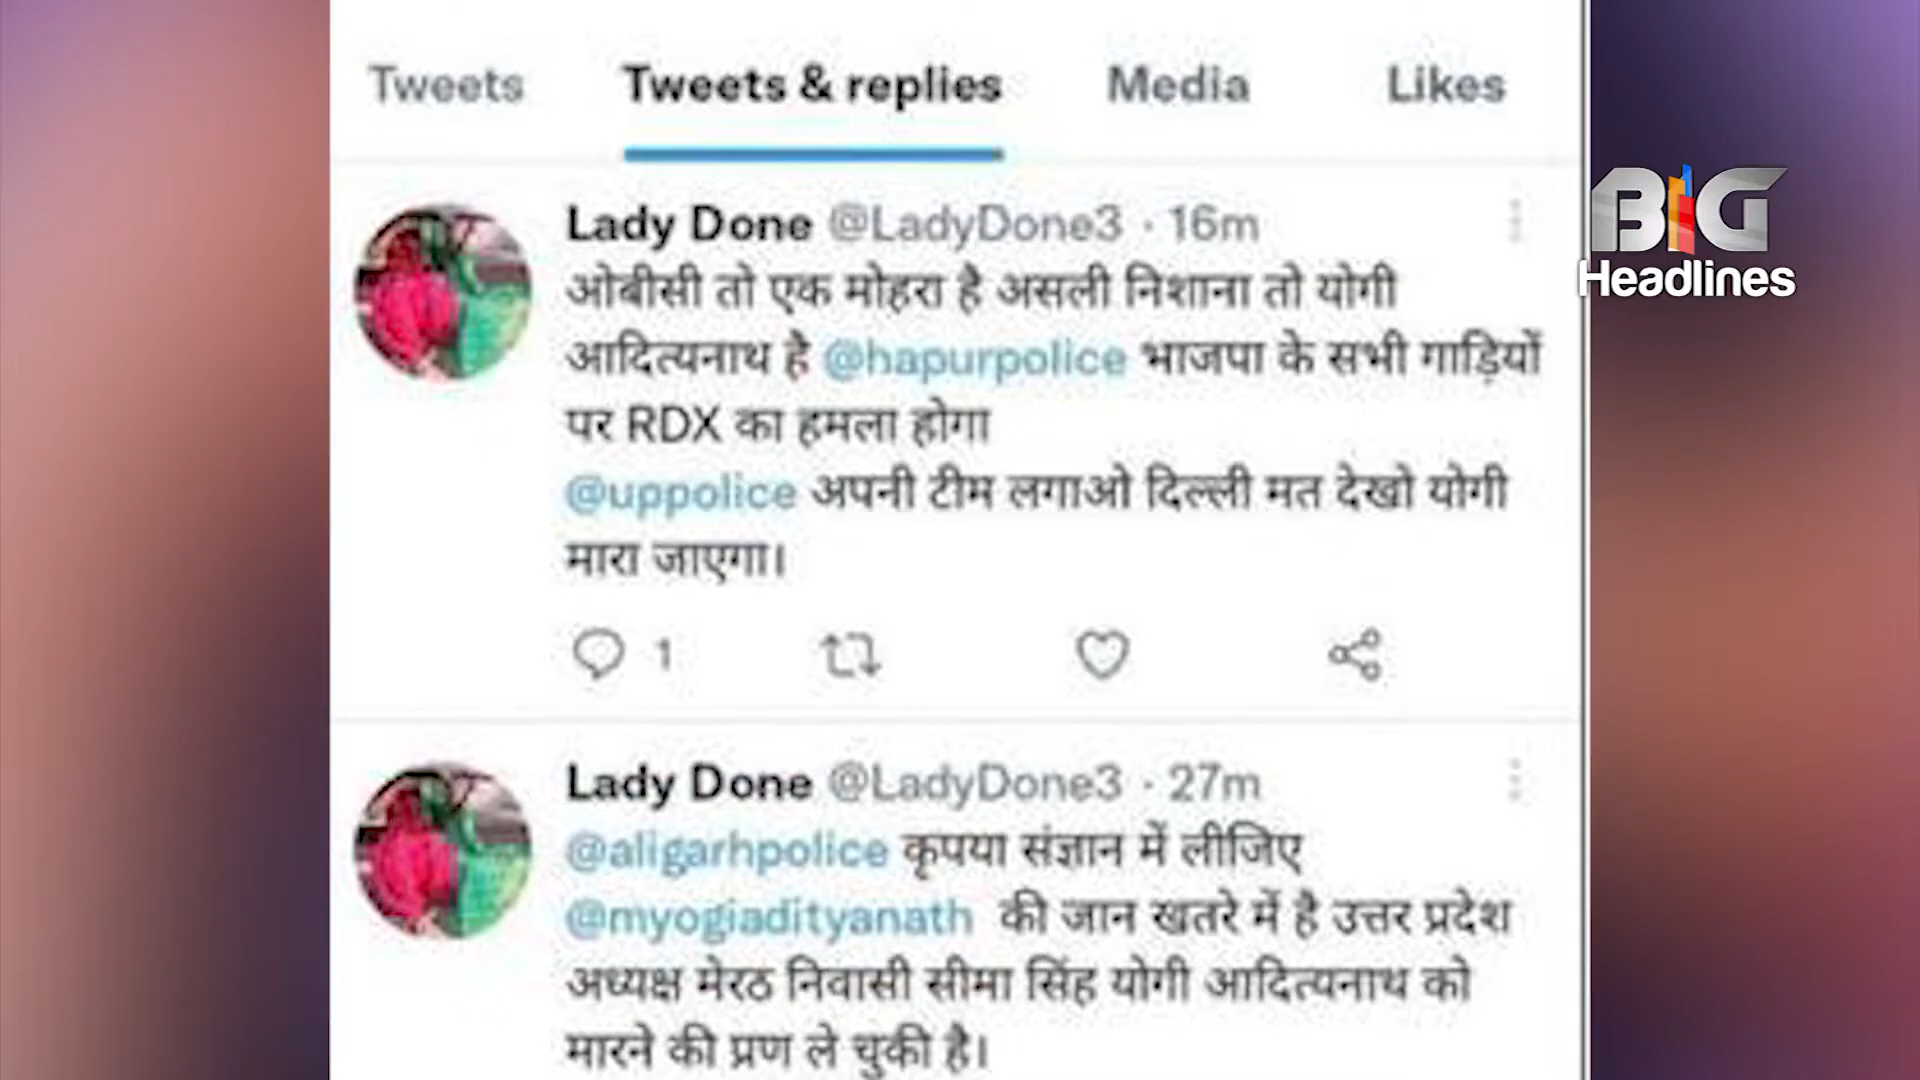 Tweets Tweets & replies Media Likes
Lady Done @LadyDone3 · 16m
ओबीसी तो एक मोहरा है असली निशाना तो योगी
आदित्यनाथ है @hapurpolice भाजपा के सभी गाड़ियों
पर RDX का हमला होगा
@uppolice अपनी टीम लगाओ दिल्ली मत देखो योगी
मारा जाएगा।
1
Lady Done @LadyDone3 · 27m
@aligarhpolice कृपया संज्ञान में लीजिए
@myogiadityanath की जान खतरे में है उत्तर प्रदेश
अध्यक्ष मेरठ निवासी सीमा सिंह योगी आदित्यनाथ को
मारने की प्रण ले चुकी है।
BIG
Headlines